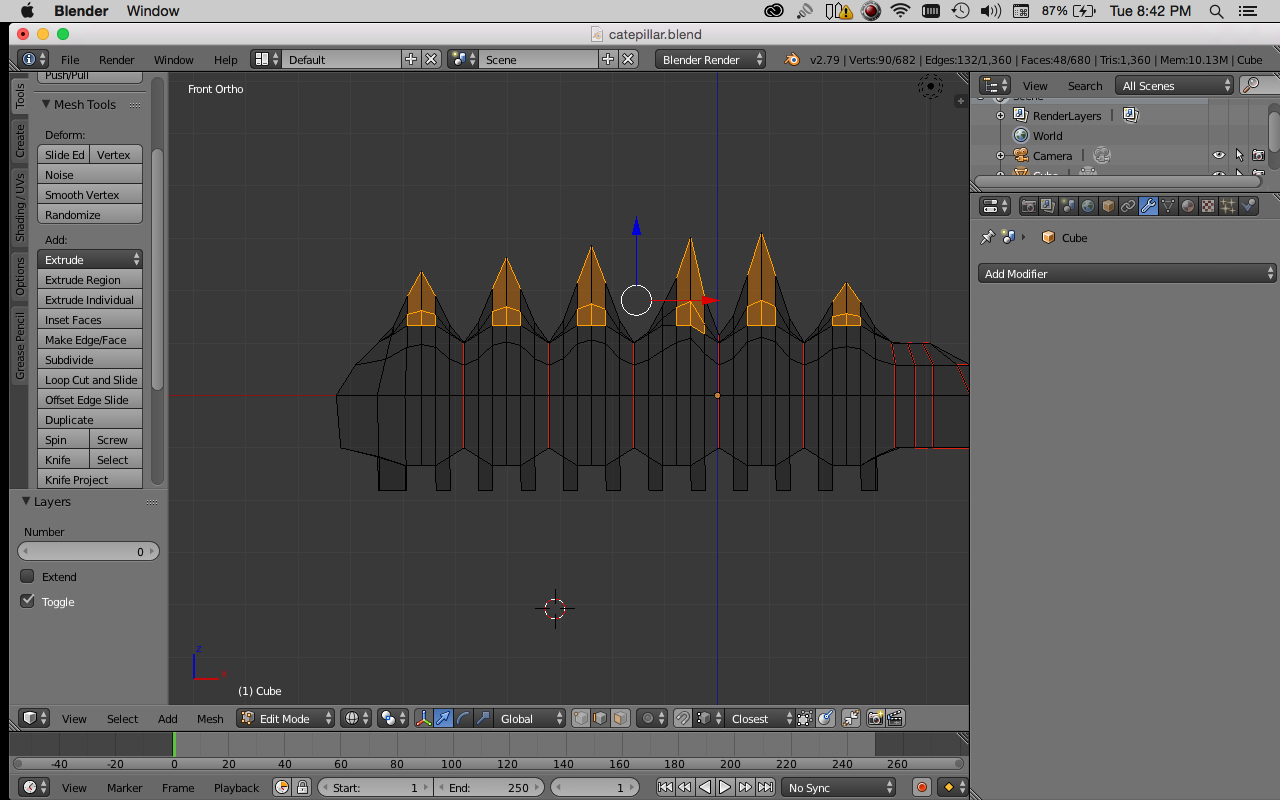 Blender Window 87% Tue 8:42 PM
catepillar.blend
File Render Window Help Default Scene Blender Render v2.79 | Verts:90/682 | Edges:132/1,360 | Faces:48/680 | Tris:1,360 | Mem:10.13M | Cube
Push/Pull
Mesh Tools
Deform:
Slide Ed Vertex
Noise
Smooth Vertex
Randomize
Add:
Extrude
Extrude Region
Extrude Individual
Inset Faces
Make Edge/Face
Subdivide
Loop Cut and Slide
Offset Edge Slide
Duplicate
Spin Screw
Knife Select
Knife Project
Tools
Create
Shading / UVs
Options
Grease Pencil
Layers
Number
0
Extend
Toggle
Front Ortho
z
x
(1) Cube
View Search All Scenes
Scene
RenderLayers
World
Camera
Cube
Cube
Add Modifier
View Select Add Mesh Edit Mode Global Closest
-40 -20 0 20 40 60 80 100 120 140 160 180 200 220 240 260
View Marker Frame Playback Start: 1 End: 250 1 No Sync